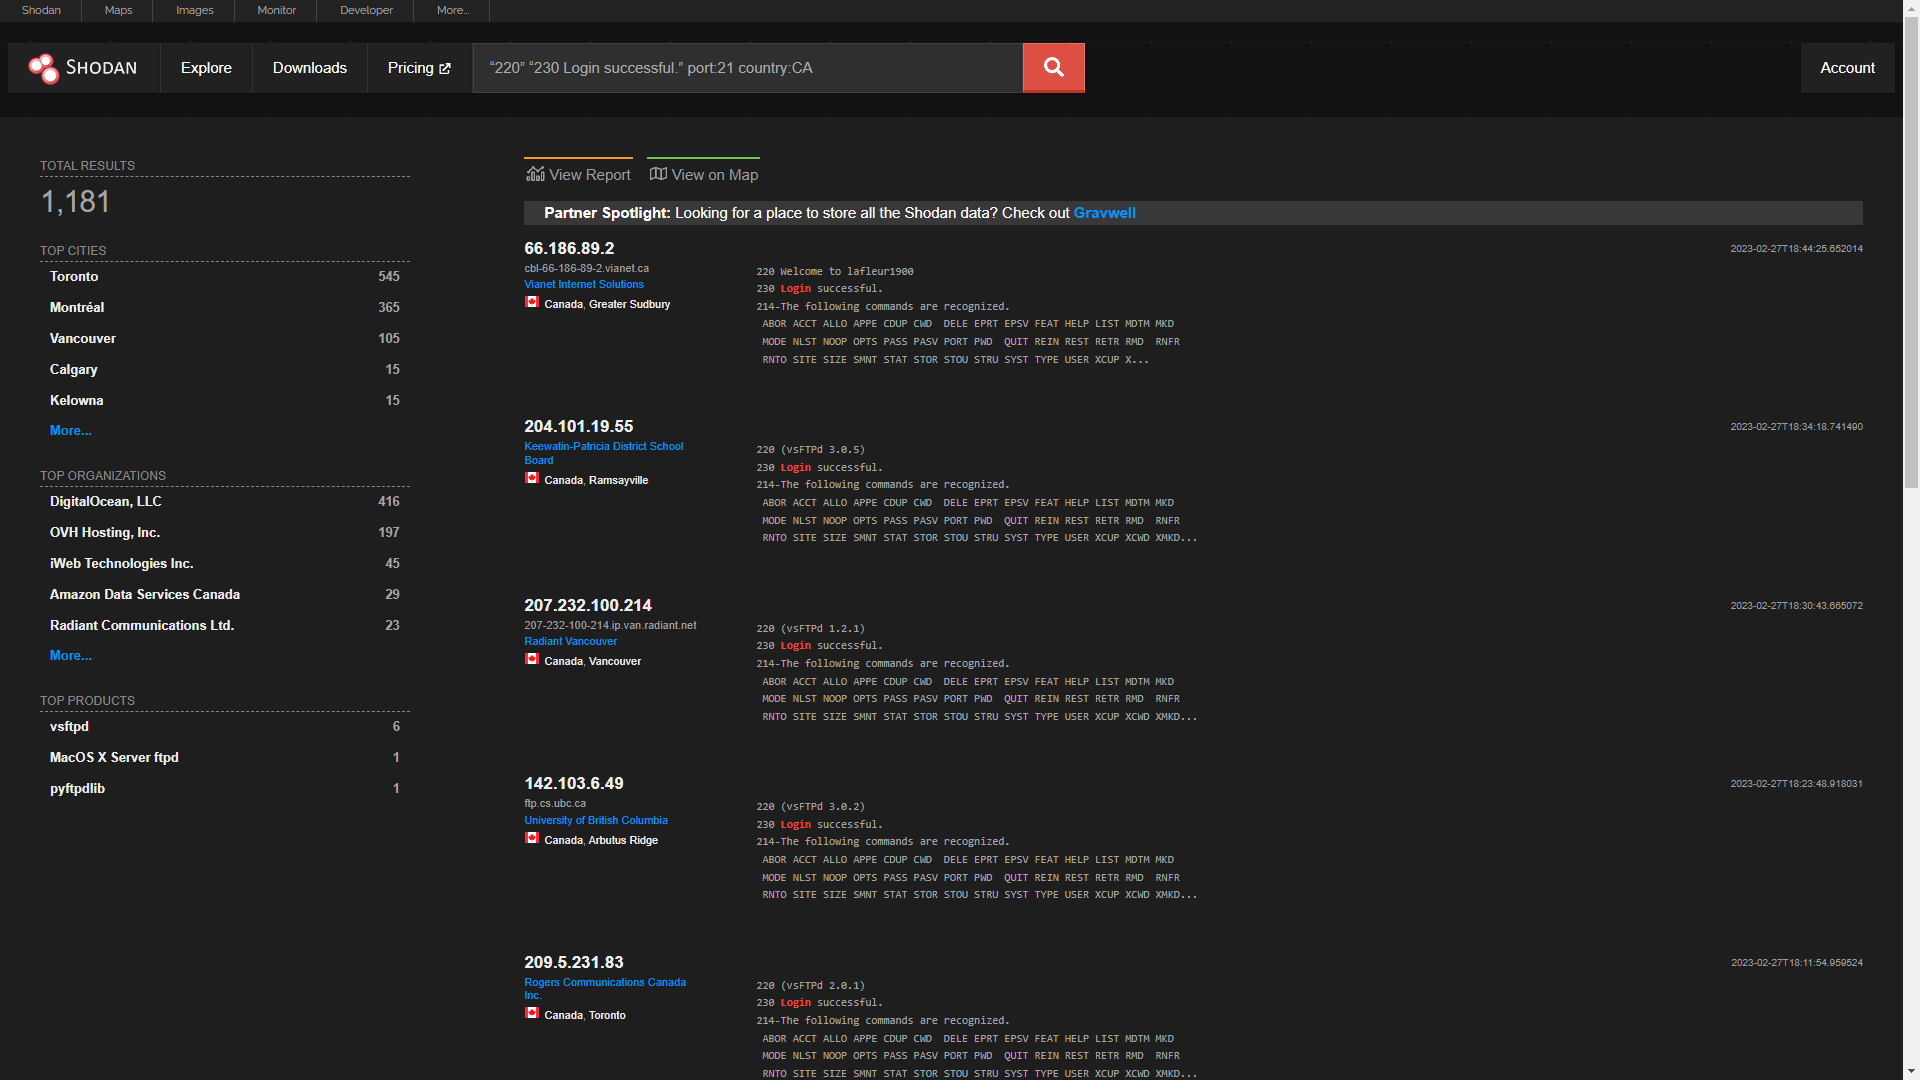 Shodan Maps Images Monitor Developer More...
SHODAN Explore Downloads Pricing “220” “230 Login successful.” port:21 country:CA Account
TOTAL RESULTS
1,181
TOP CITIES
Toronto 545
Montréal 365
Vancouver 105
Calgary 15
Kelowna 15
More...
TOP ORGANIZATIONS
DigitalOcean, LLC 416
OVH Hosting, Inc. 197
iWeb Technologies Inc. 45
Amazon Data Services Canada 29
Radiant Communications Ltd. 23
More...
TOP PRODUCTS
vsftpd 6
MacOS X Server ftpd 1
pyftpdlib 1
View Report View on Map
Partner Spotlight: Looking for a place to store all the Shodan data? Check out Gravwell
66.186.89.2 2023-02-27T18:44:25.652014
cbl-66-186-89-2.vianet.ca
Vianet Internet Solutions
Canada, Greater Sudbury
220 Welcome to lafleur1900
230 Login successful.
214-The following commands are recognized.
ABOR ACCT ALLO APPE CDUP CWD DELE EPRT EPSV FEAT HELP LIST MDTM MKD
MODE NLST NOOP OPTS PASS PASV PORT PWD QUIT REIN REST RETR RMD RNFR
RNTO SITE SIZE SMNT STAT STOR STOU STRU SYST TYPE USER XCUP X...
204.101.19.55 2023-02-27T18:34:18.741490
Keewatin-Patricia District School
Board
Canada, Ramsayville
220 (vsFTPd 3.0.5)
230 Login successful.
214-The following commands are recognized.
ABOR ACCT ALLO APPE CDUP CWD DELE EPRT EPSV FEAT HELP LIST MDTM MKD
MODE NLST NOOP OPTS PASS PASV PORT PWD QUIT REIN REST RETR RMD RNFR
RNTO SITE SIZE SMNT STAT STOR STOU STRU SYST TYPE USER XCUP XCWD XMKD...
207.232.100.214 2023-02-27T18:30:43.665072
207-232-100-214.ip.van.radiant.net
Radiant Vancouver
Canada, Vancouver
220 (vsFTPd 1.2.1)
230 Login successful.
214-The following commands are recognized.
ABOR ACCT ALLO APPE CDUP CWD DELE EPRT EPSV FEAT HELP LIST MDTM MKD
MODE NLST NOOP OPTS PASS PASV PORT PWD QUIT REIN REST RETR RMD RNFR
RNTO SITE SIZE SMNT STAT STOR STOU STRU SYST TYPE USER XCUP XCWD XMKD...
142.103.6.49 2023-02-27T18:23:48.918031
ftp.cs.ubc.ca
University of British Columbia
Canada, Arbutus Ridge
220 (vsFTPd 3.0.2)
230 Login successful.
214-The following commands are recognized.
ABOR ACCT ALLO APPE CDUP CWD DELE EPRT EPSV FEAT HELP LIST MDTM MKD
MODE NLST NOOP OPTS PASS PASV PORT PWD QUIT REIN REST RETR RMD RNFR
RNTO SITE SIZE SMNT STAT STOR STOU STRU SYST TYPE USER XCUP XCWD XMKD...
209.5.231.83 2023-02-27T18:11:54.959524
Rogers Communications Canada
Inc.
Canada, Toronto
220 (vsFTPd 2.0.1)
230 Login successful.
214-The following commands are recognized.
ABOR ACCT ALLO APPE CDUP CWD DELE EPRT EPSV FEAT HELP LIST MDTM MKD
MODE NLST NOOP OPTS PASS PASV PORT PWD QUIT REIN REST RETR RMD RNFR
RNTO SITE SIZE SMNT STAT STOR STOU STRU SYST TYPE USER XCUP XCWD XMKD...